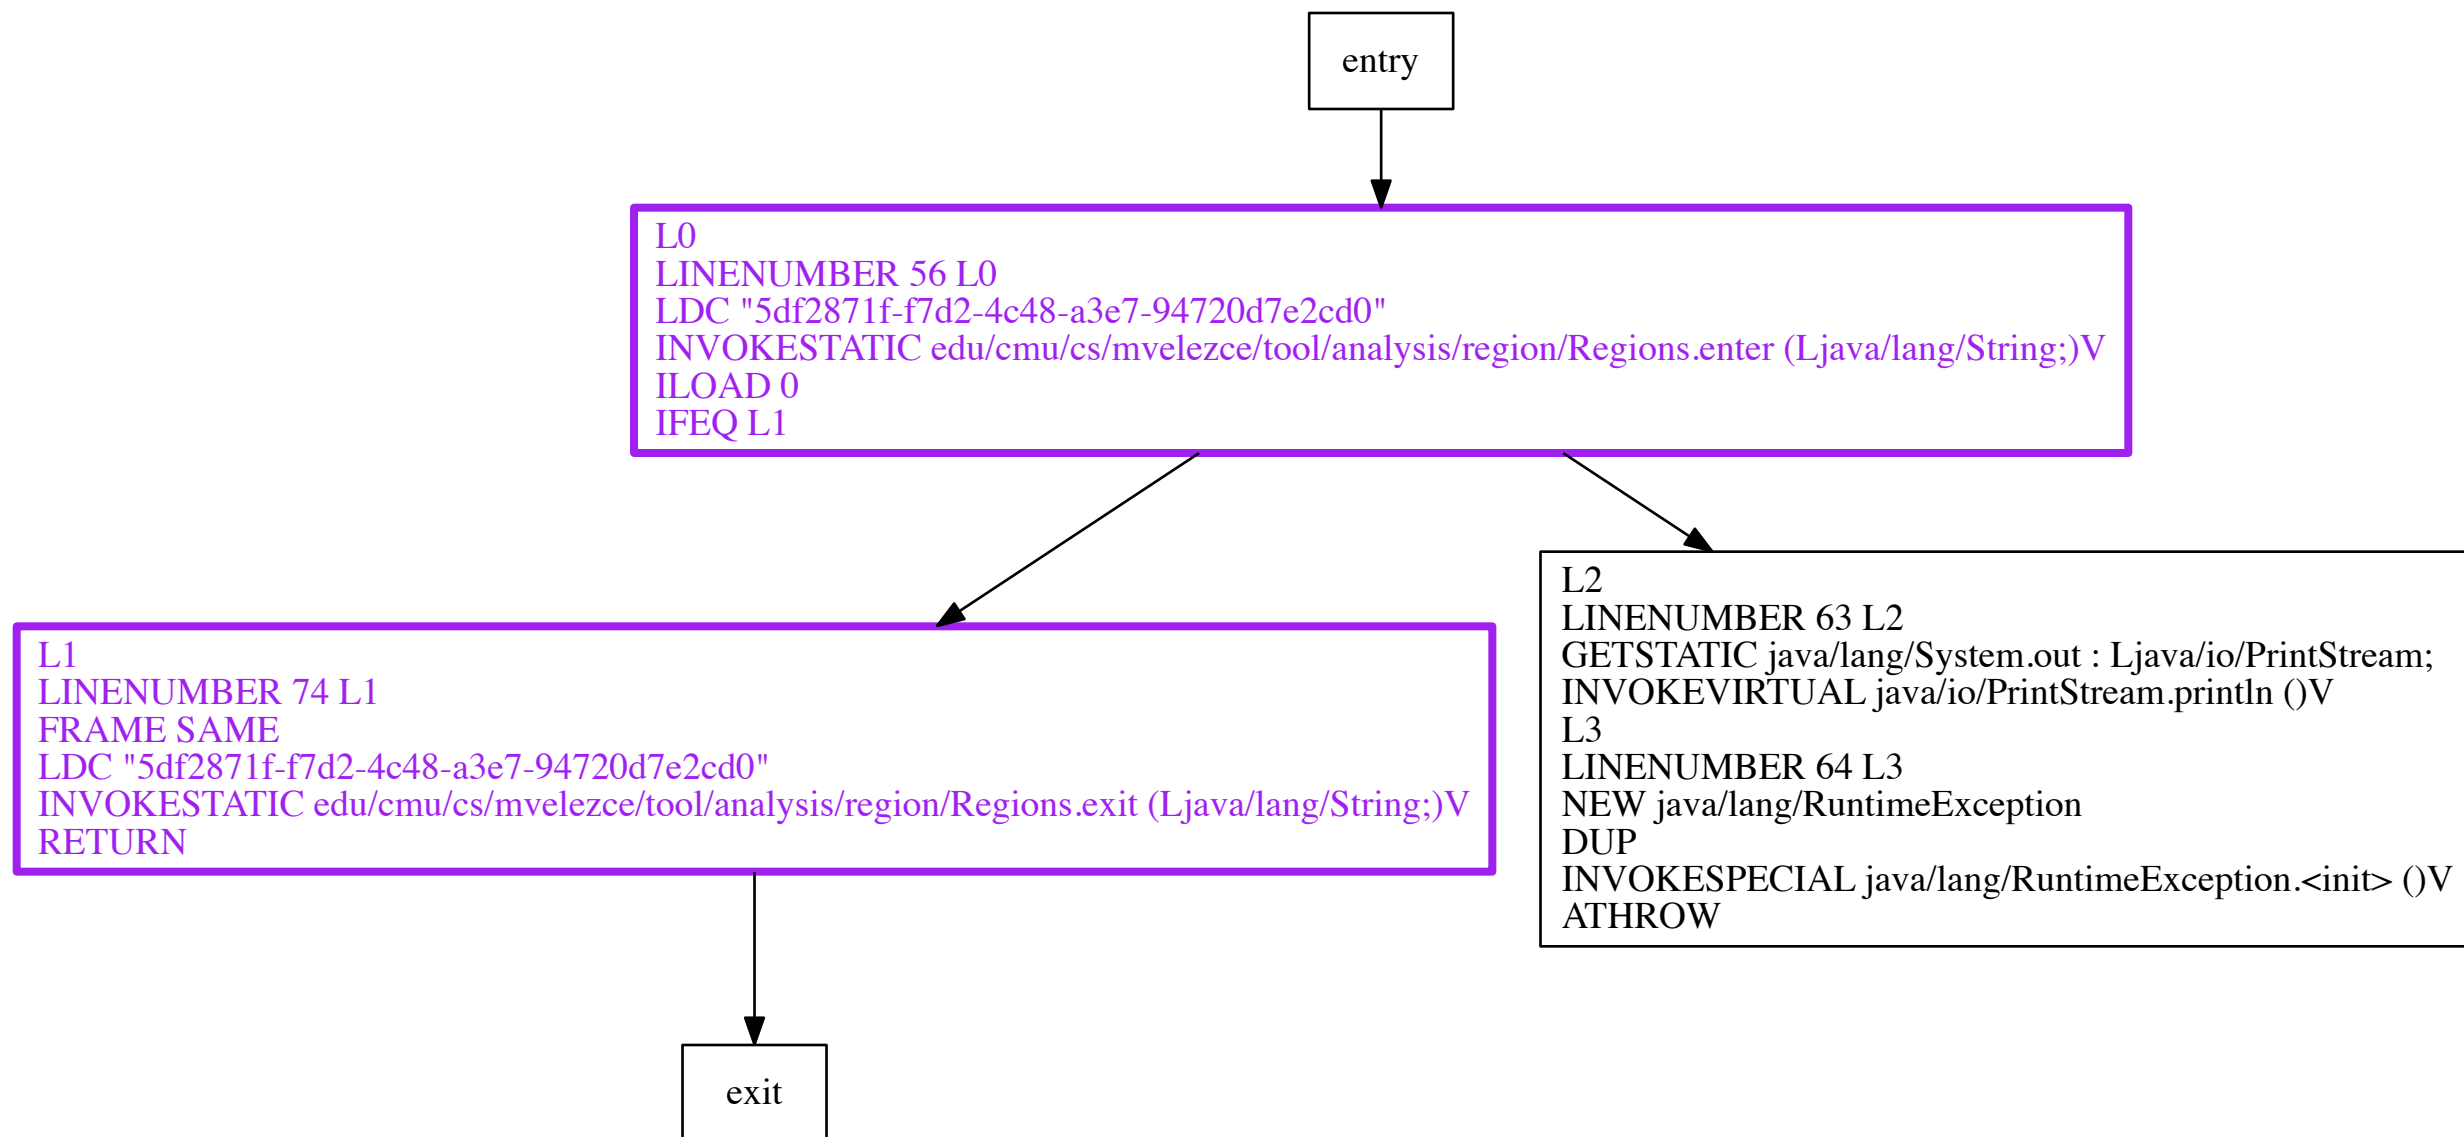 entry
L0
LINENUMBER 56 L0
LDC "5df2871f-f7d2-4c48-a3e7-94720d7e2cd0"
INVOKESTATIC edu/cmu/cs/mvelezce/tool/analysis/region/Regions.enter (Ljava/lang/String;)V
ILOAD 0
IFEQ L1
L1
LINENUMBER 74 L1
FRAME SAME
LDC "5df2871f-f7d2-4c48-a3e7-94720d7e2cd0"
INVOKESTATIC edu/cmu/cs/mvelezce/tool/analysis/region/Regions.exit (Ljava/lang/String;)V
RETURN
L2
LINENUMBER 63 L2
GETSTATIC java/lang/System.out : Ljava/io/PrintStream;
INVOKEVIRTUAL java/io/PrintStream.println ()V
L3
LINENUMBER 64 L3
NEW java/lang/RuntimeException
DUP
INVOKESPECIAL java/lang/RuntimeException.<init> ()V
ATHROW
exit